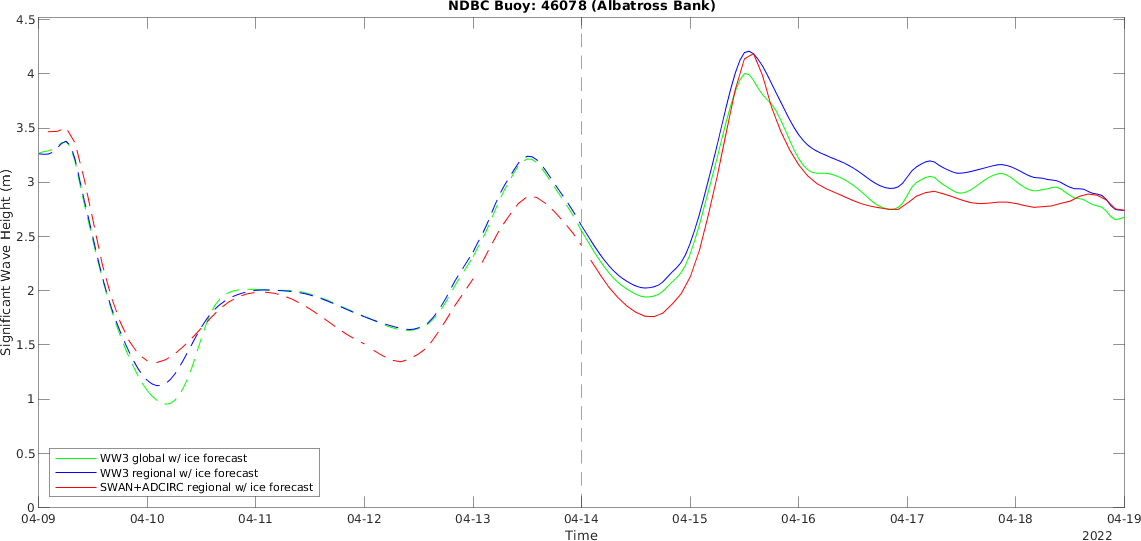 NDBC Buoy: 46078 (Albatross Bank)
4.5
4
3.5
3
2.5
2
1.5
1
0.5
0
Significant Wave Height (m)
WW3 global w/ ice forecast
WW3 regional w/ ice forecast
SWAN+ADCIRC regional w/ ice forecast
04-09 04-10 04-11 04-12 04-13 04-14 04-15 04-16 04-17 04-18 04-19
Time
2022